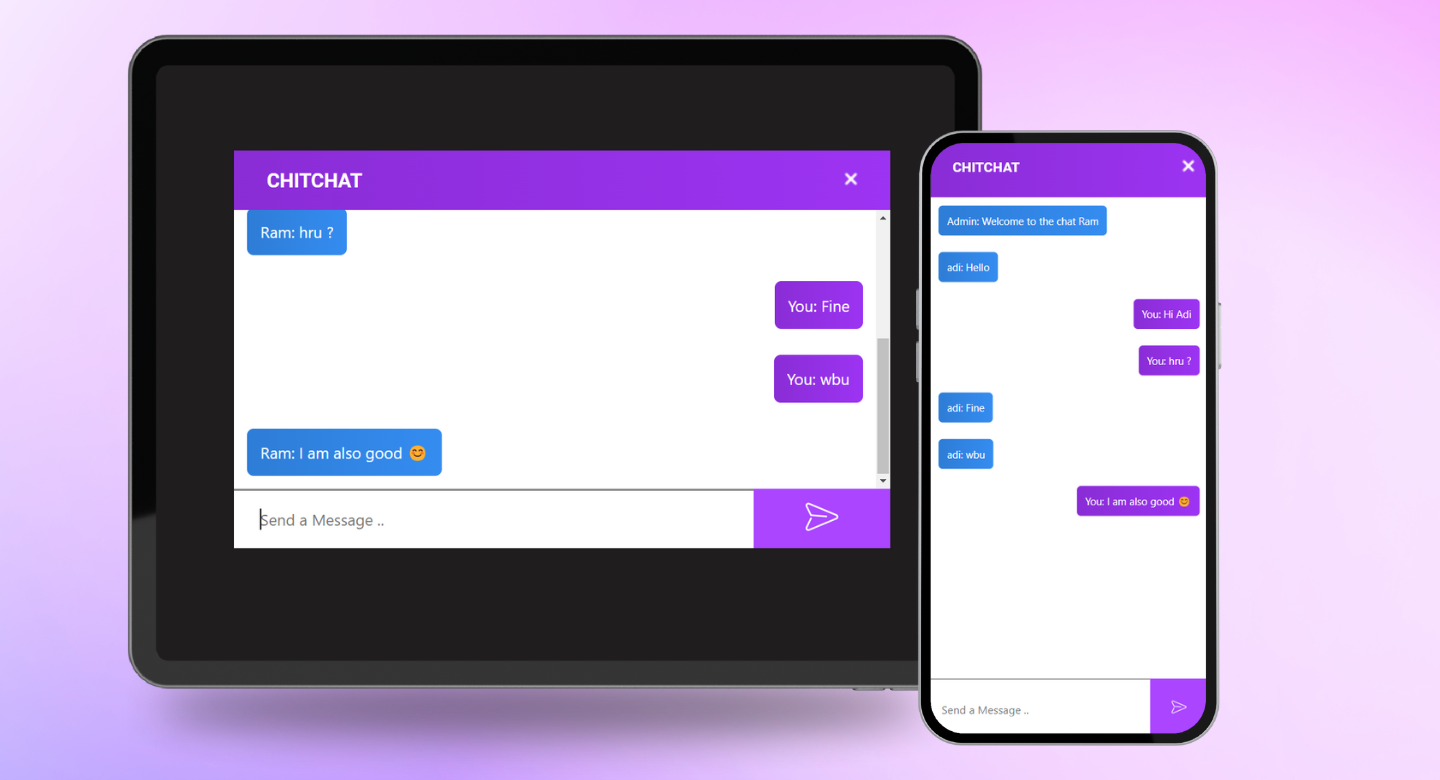 CHITCHAT
Ram: hru ?
You: Fine
You: wbu
Ram: I am also good 😊
Send a Message ..
CHITCHAT
Admin: Welcome to the chat Ram
adi: Hello
You: Hi Adi
You: hru ?
adi: Fine
adi: wbu
You: I am also good 😊
Send a Message ..